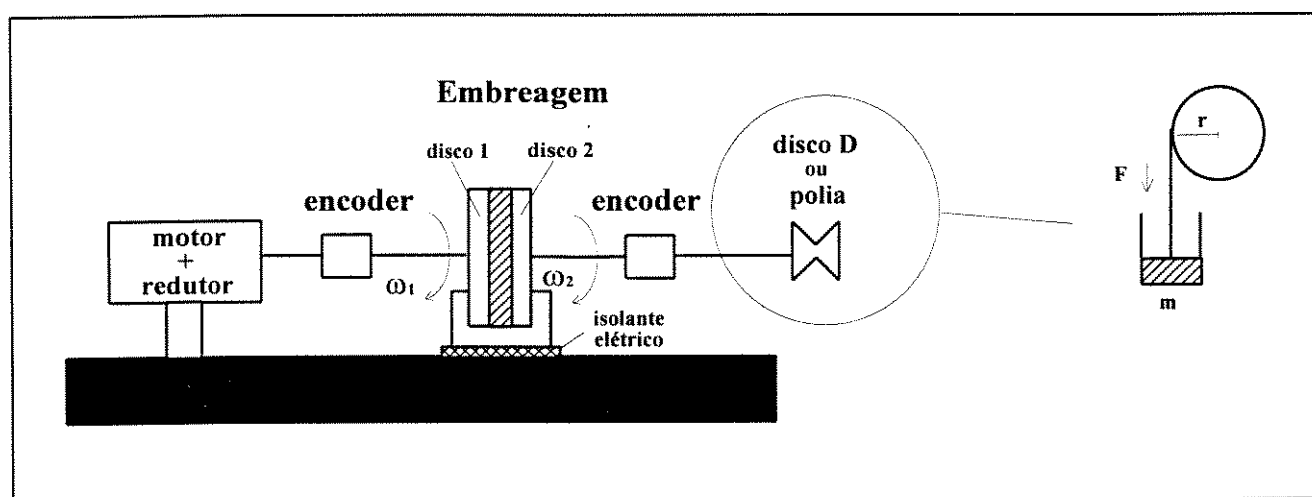 Embreagem
disco 1
disco 2
encoder
encoder
motor
+
redutor
ω1
ω2
isolante
elétrico
disco D
ou
polia
r
F
m